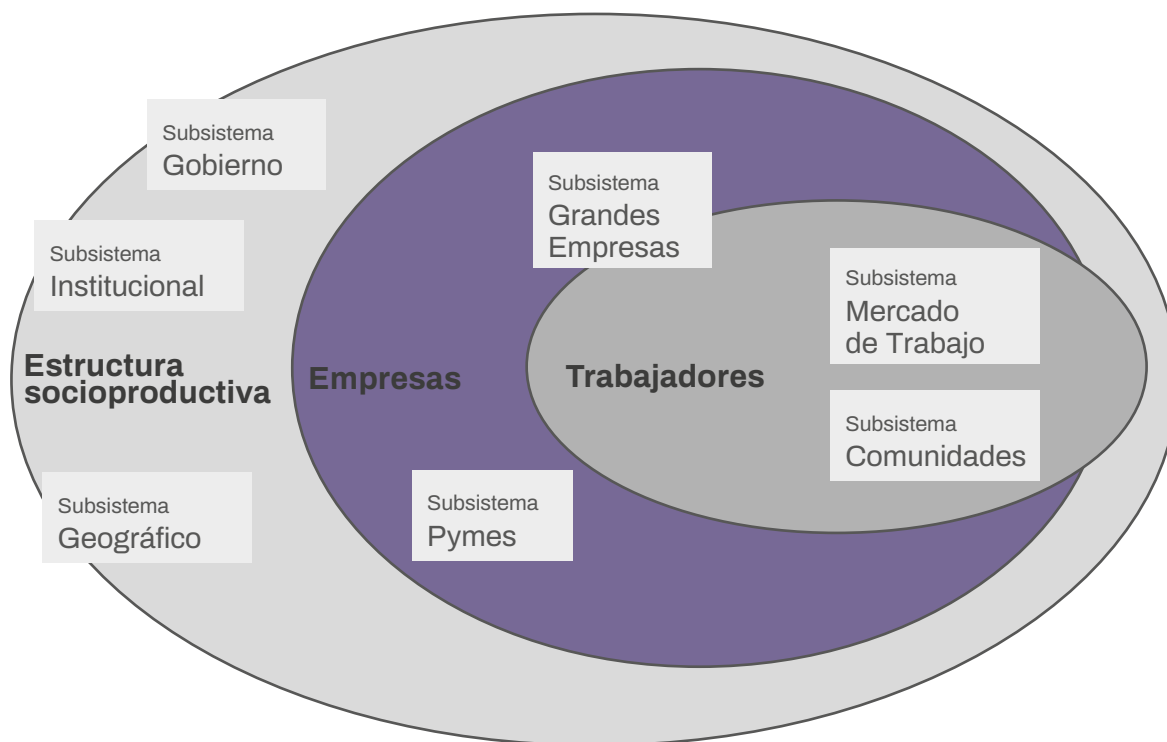 Subsistema
Gobierno
Subsistema
Institucional
Estructura
socioproductiva
Subsistema
Geográfico
Empresas
Subsistema
Grandes
Empresas
Subsistema
Pymes
Trabajadores
Subsistema
Mercado
de Trabajo
Subsistema
Comunidades